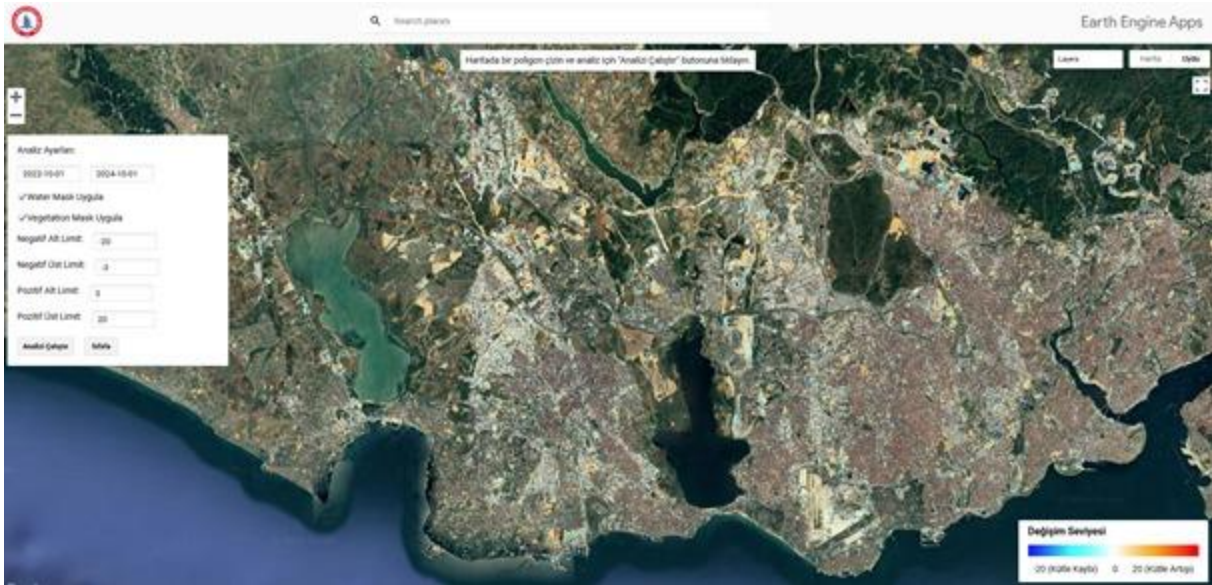 Search places
Earth Engine Apps
Haritada bir poligon çizin ve analiz için "Analizi Çalıştır" butonuna tıklayın.
Layers
Harita
Uydu
+
−
Analiz Ayarları:
2022-10-01
2024-10-01
✓Water Mask Uygula
✓Vegetation Mask Uygula
Negatif Alt Limit:
-20
Negatif Üst Limit:
-3
Pozitif Alt Limit:
3
Pozitif Üst Limit:
20
Analizi Çalıştır
Sıfırla
Değişim Seviyesi
-20 (Kütle Kaybı)
0
20 (Kütle Artışı)